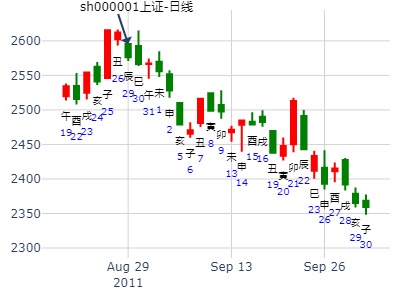 sh000001上证-日线
2600
2550
2500
2450
2400
2350
2300
午
19
酉
22
戌
23
亥
24
子
25
丑
26
辰
29
巳
30
午
31
未
1
申
2
亥
5
子
6
丑
7
寅
8
卯
9
未
13
申
14
酉
15
戌
16
丑
19
寅
20
卯
21
辰
22
巳
23
申
26
酉
27
戌
28
亥
29
子
30
Aug 29
2011
Sep 13
Sep 26